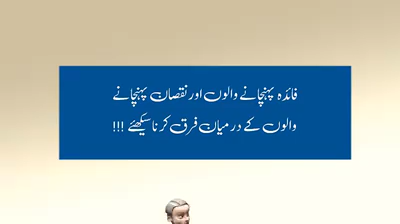 فائدہ پہنچانے والوں اور نقصان پہنچانے
والوں کے درمیان فرق کرنا سیکھئے !!!